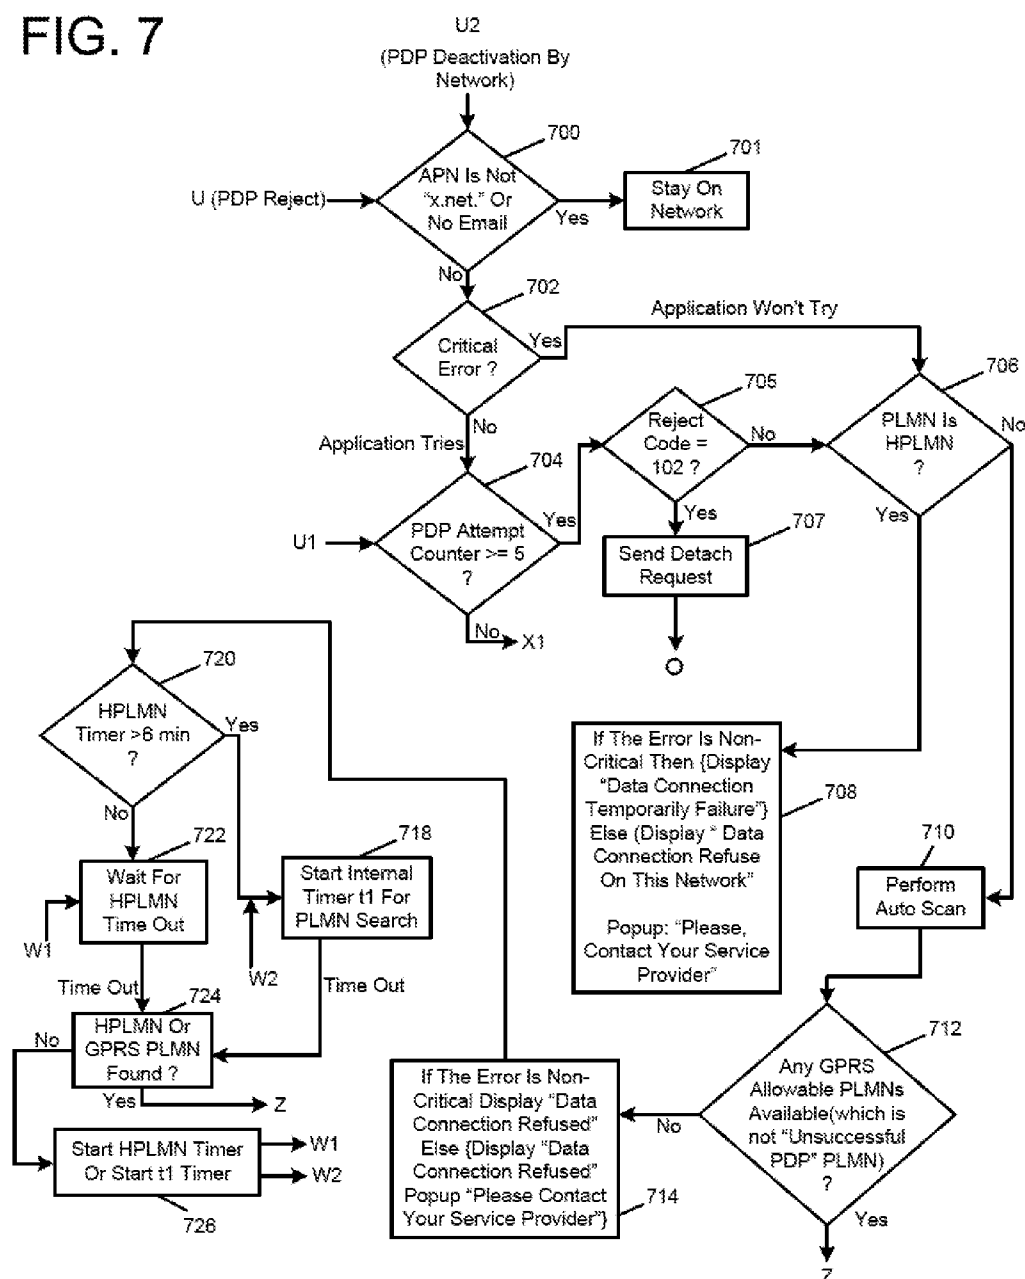 FIG. 7
U2
(PDP Deactivation By
Network)
700
APN Is Not
"x.net." Or
No Email
U (PDP Reject)
Yes
701
Stay On
Network
No
702
Critical
Error ?
Yes
Application Won't Try
706
PLMN Is
HPLMN
?
No
Yes
705
Reject
Code =
102 ?
No
Yes
No
Application Tries
704
PDP Attempt
Counter >= 5
?
Yes
U1
707
Send Detach
Request
No
X1
O
720
HPLMN
Timer >6 min
?
Yes
No
If The Error Is Non-
Critical Then {Display
"Data Connection
Temporarily Failure"}
Else (Display " Data
Connection Refuse
On This Network"
Popup: "Please,
Contact Your Service
Provider"
708
710
Perform
Auto Scan
722
Wait For
HPLMN
Time Out
W1
718
Start Internal
Timer t1 For
PLMN Search
W2
Time Out
Time Out
724
HPLMN Or
GPRS PLMN
Found ?
No
Yes
Z
712
Any GPRS
Allowable PLMNs
Available(which is
not "Unsuccessful
PDP" PLMN)
?
No
Yes
Z
If The Error Is Non-
Critical Display "Data
Connection Refused"
Else {Display "Data
Connection Refused"
Popup "Please Contact
Your Service Provider"}
714
Start HPLMN Timer
Or Start t1 Timer
W1
W2
726